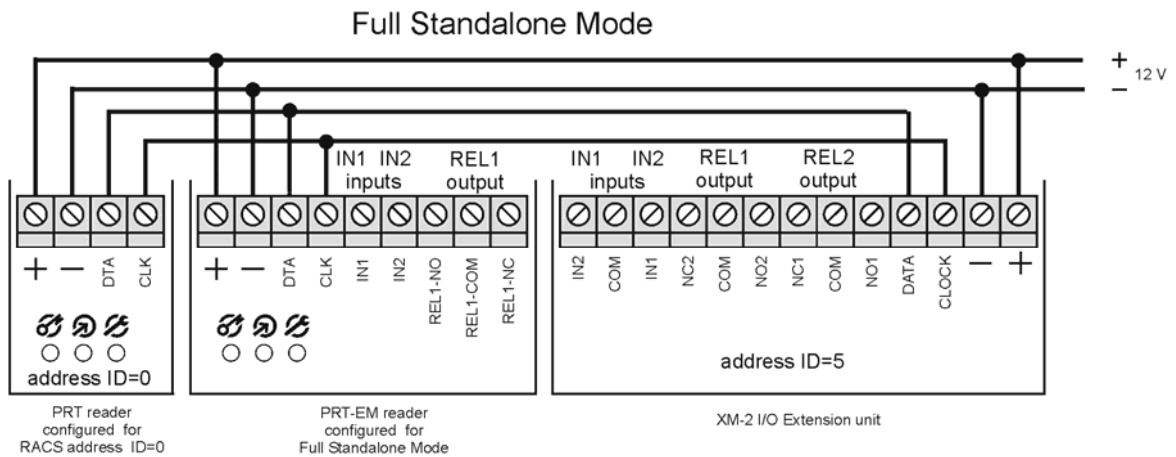 Full Standalone Mode
+
12 V
−
IN1 IN2 REL1
inputs output
IN1 IN2 REL1 REL2
inputs output output
+ − DTA CLK
+ − DTA CLK IN1 IN2 REL1-NO REL1-COM REL1-NC
IN2 COM IN1 NC2 COM NO2 NC1 COM NO1 DATA CLOCK − +
address ID=0
address ID=5
PRT reader
configured for
RACS address ID=0
PRT-EM reader
configured for
Full Standalone Mode
XM-2 I/O Extension unit